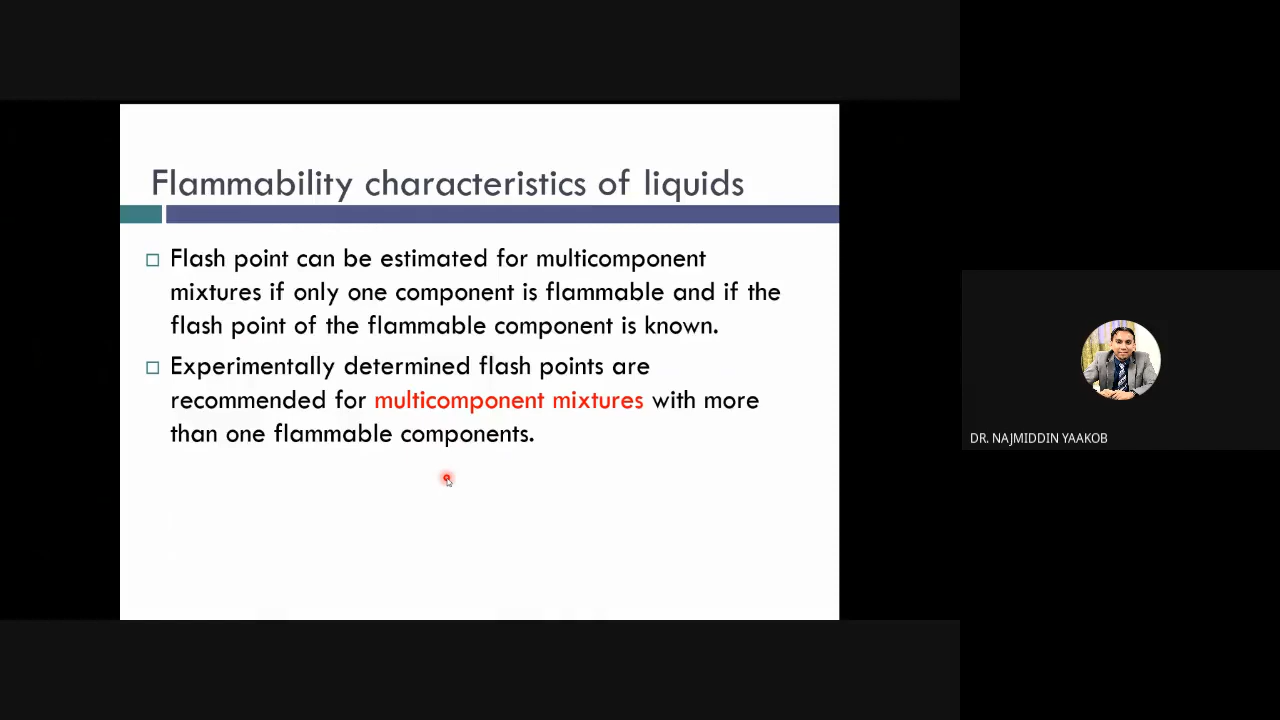 Flammability characteristics of liquids
Flash point can be estimated for multicomponent
mixtures if only one component is flammable and if the
flash point of the flammable component is known.
Experimentally determined flash points are
recommended for multicomponent mixtures with more
than one flammable components.
DR. NAJMIDDIN YAAKOB